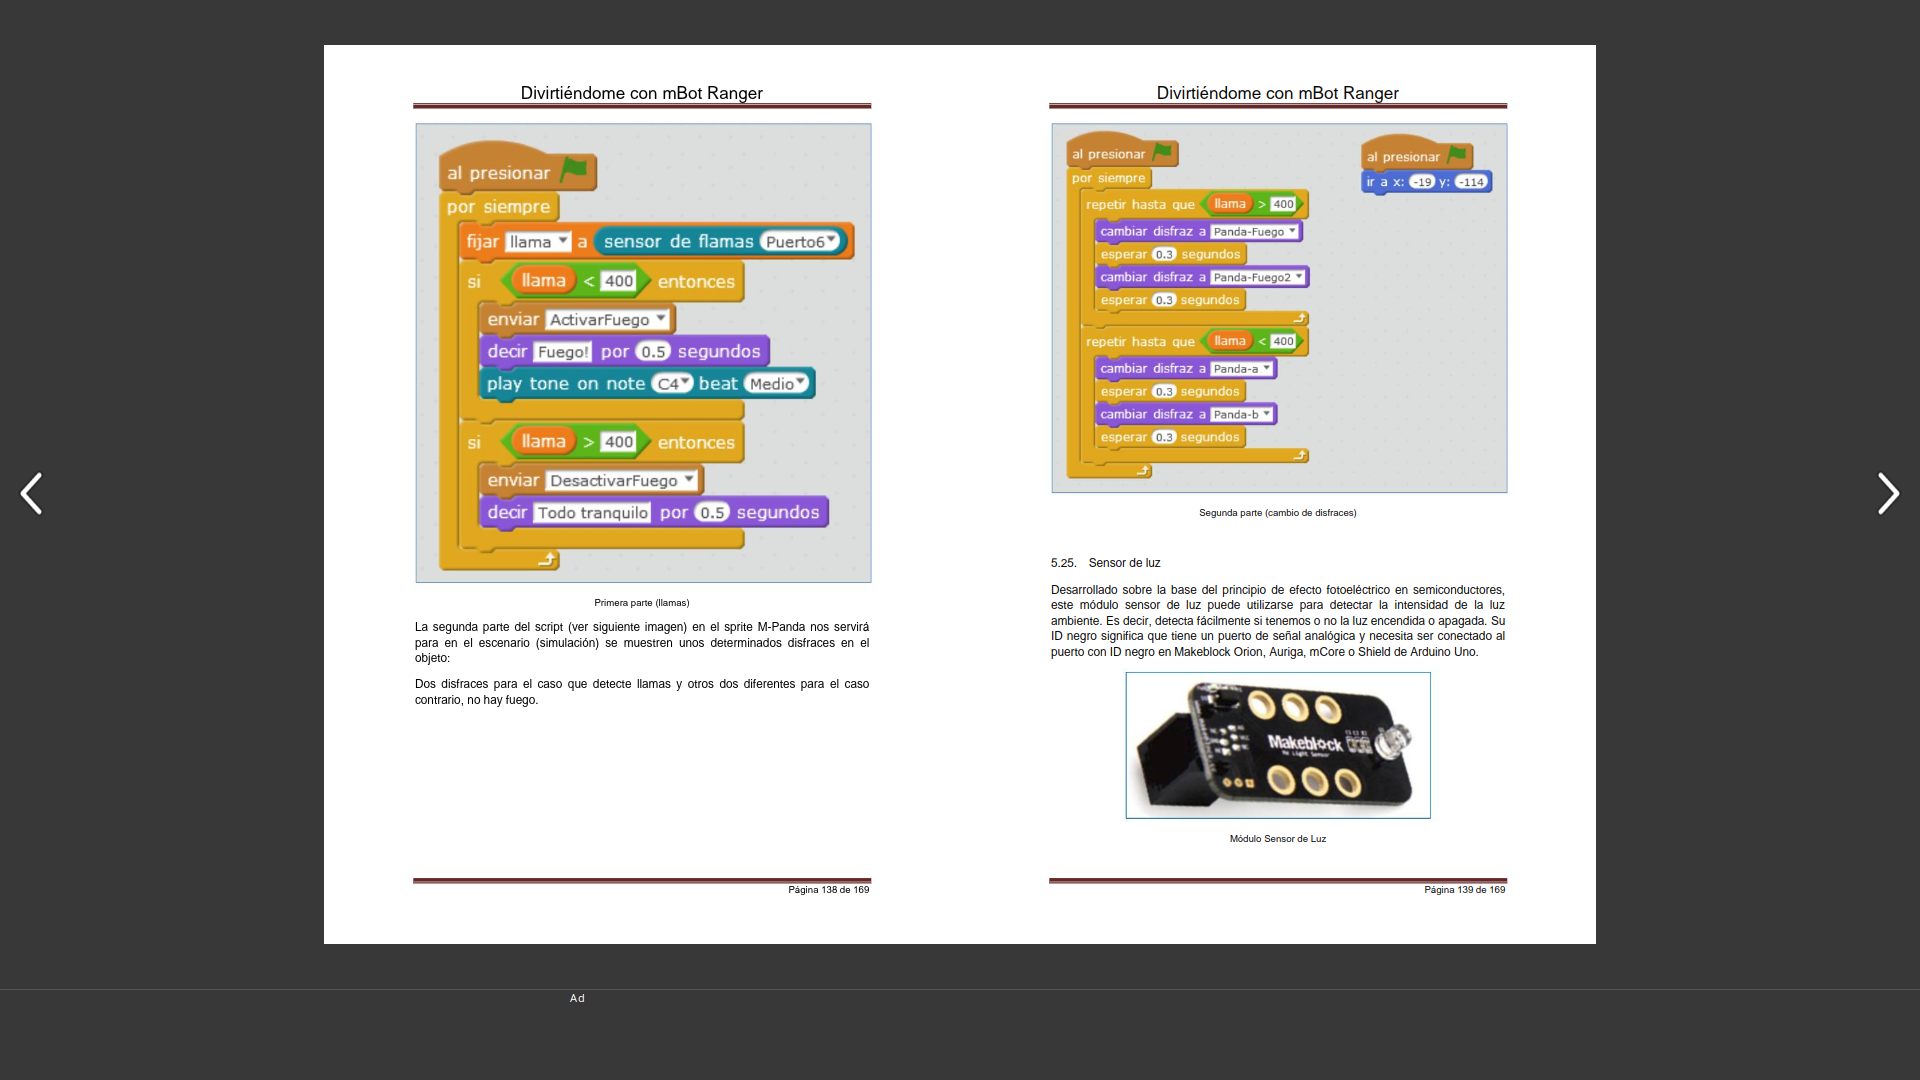 Divirtiéndome con mBot Ranger
al presionar
por siempre
fijar llama a sensor de flamas Puerto6
si llama < 400 entonces
enviar ActivarFuego
decir Fuego! por 0.5 segundos
play tone on note C4 beat Medio
si llama > 400 entonces
enviar DesactivarFuego
decir Todo tranquilo por 0.5 segundos
Primera parte (llamas)
La segunda parte del script (ver siguiente imagen) en el sprite M-Panda nos servirá
para en el escenario (simulación) se muestren unos determinados disfraces en el
objeto:
Dos disfraces para el caso que detecte llamas y otros dos diferentes para el caso
contrario, no hay fuego.
Página 138 de 169
Divirtiéndome con mBot Ranger
al presionar
por siempre
repetir hasta que llama > 400
cambiar disfraz a Panda-Fuego
esperar 0.3 segundos
cambiar disfraz a Panda-Fuego2
esperar 0.3 segundos
repetir hasta que llama < 400
cambiar disfraz a Panda-a
esperar 0.3 segundos
cambiar disfraz a Panda-b
esperar 0.3 segundos
al presionar
ir a x: -19 y: -114
Segunda parte (cambio de disfraces)
5.25. Sensor de luz
Desarrollado sobre la base del principio de efecto fotoeléctrico en semiconductores,
este módulo sensor de luz puede utilizarse para detectar la intensidad de la luz
ambiente. Es decir, detecta fácilmente si tenemos o no la luz encendida o apagada. Su
ID negro significa que tiene un puerto de señal analógica y necesita ser conectado al
puerto con ID negro en Makeblock Orion, Auriga, mCore o Shield de Arduino Uno.
Makeblock
Me Light Sensor
Módulo Sensor de Luz
Página 139 de 169
Ad